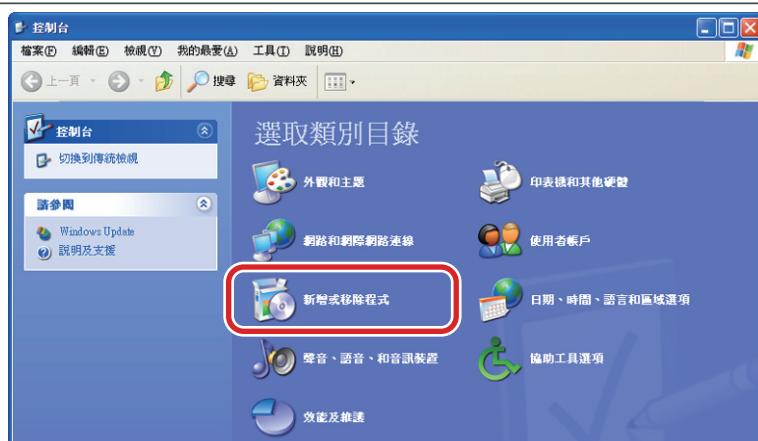 控制台
檔案(F) 編輯(E) 檢視(V) 我的最愛(A) 工具(T) 說明(H)
上一頁 搜尋 資料夾
控制台
切換到傳統檢視
請參閱
Windows Update
說明及支援
選取類別目錄
外觀和主題
印表機和其他硬體
網路和網際網路連線
使用者帳戶
新增或移除程式
日期、時間、語言和區域選項
聲音、語音、和音訊裝置
協助工具選項
效能及維護